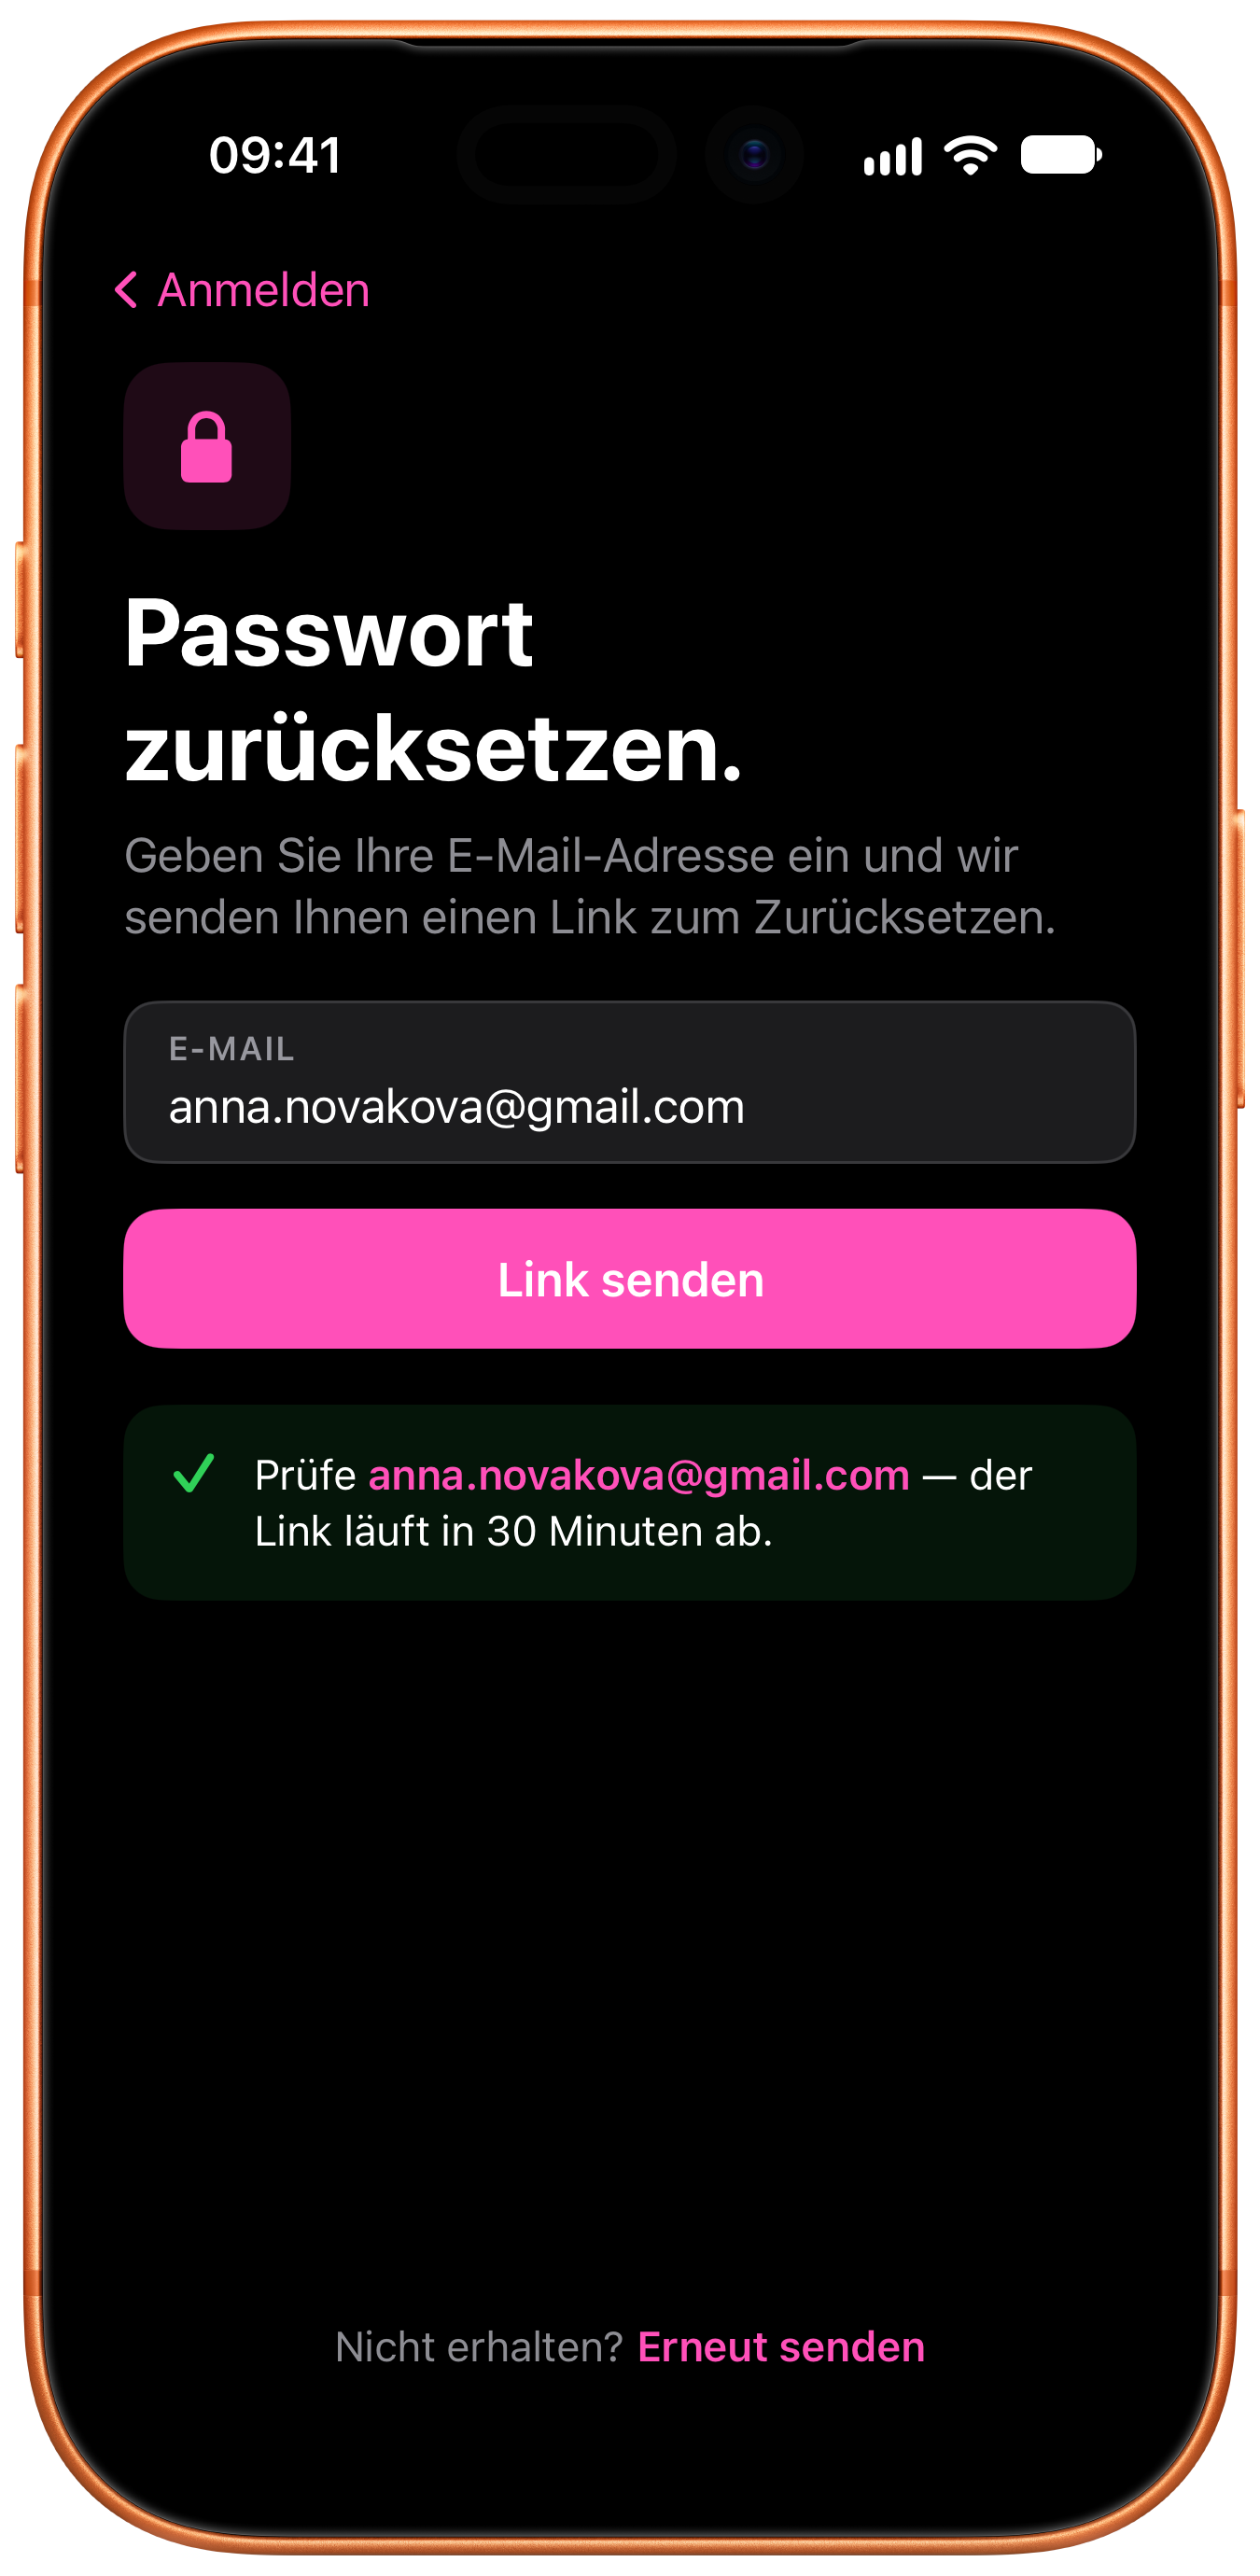 09:41
Anmelden
Passwort
zurücksetzen.
Geben Sie Ihre E-Mail-Adresse ein und wir
senden Ihnen einen Link zum Zurücksetzen.
E-MAIL
anna.novakova@gmail.com
Link senden
Prüfe anna.novakova@gmail.com — der
Link läuft in 30 Minuten ab.
Nicht erhalten? Erneut senden